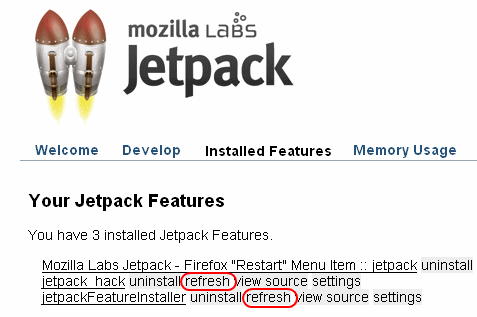 mozilla LABS
Jetpack
Welcome Develop Installed Features Memory Usage
Your Jetpack Features
You have 3 installed Jetpack Features.
Mozilla Labs Jetpack - Firefox "Restart" Menu Item :: jetpack uninstall
jetpack_hack uninstall refresh view source settings
jetpackFeatureInstaller uninstall refresh view source settings